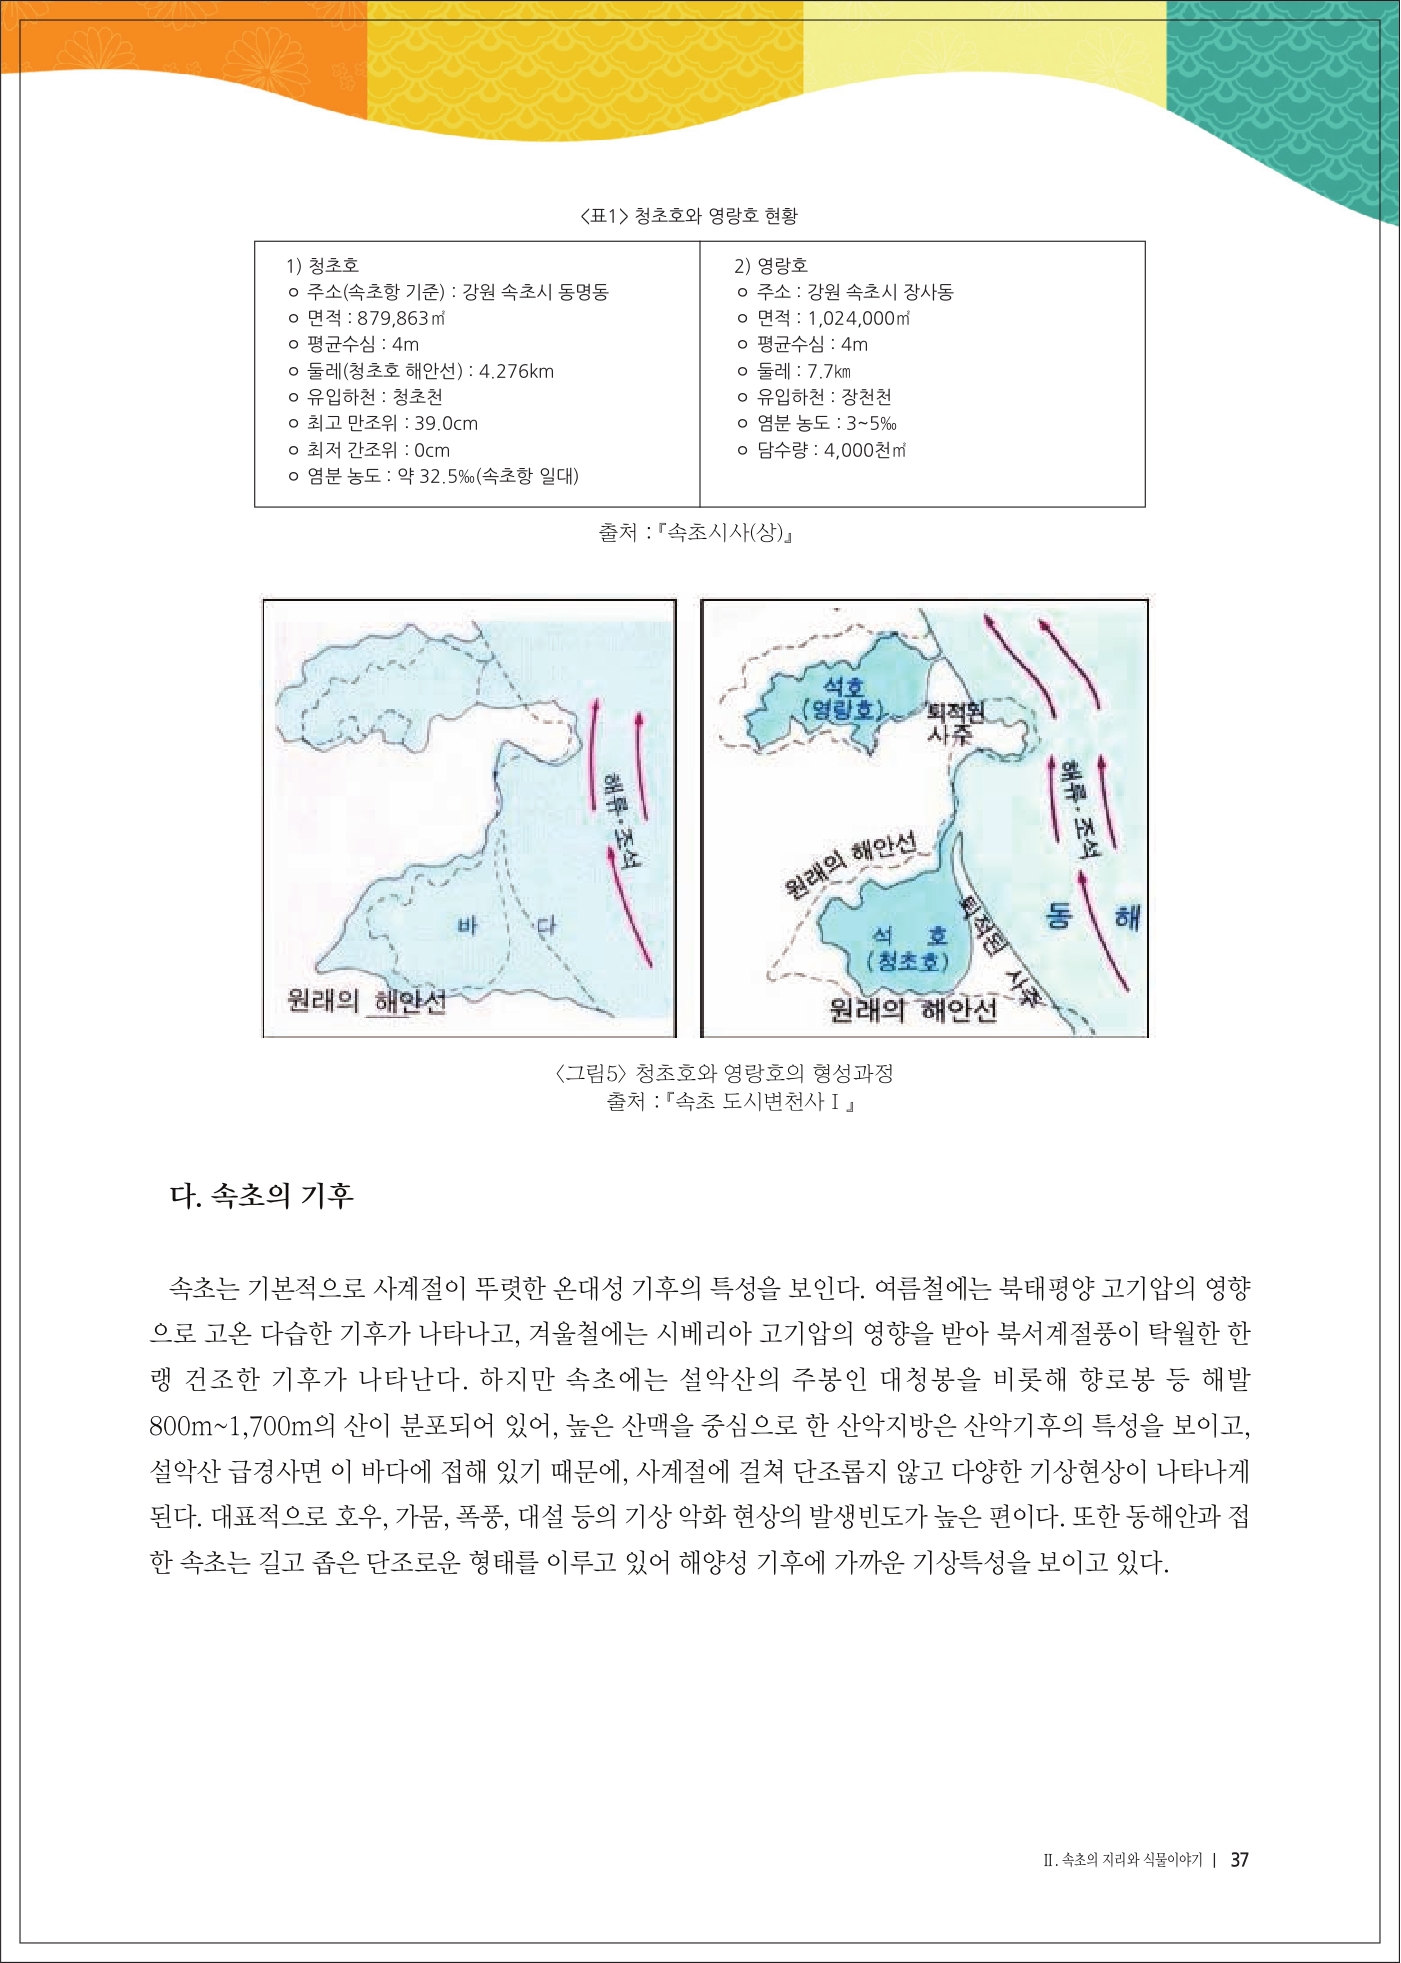 <표1> 청초호와 영랑호 현황
1) 청초호
ㅇ 주소(속초항 기준) : 강원 속초시 동명동
ㅇ 면적 : 879,863㎡
ㅇ 평균수심 : 4m
ㅇ 둘레(청초호 해안선) : 4.276km
ㅇ 유입하천 : 청초천
ㅇ 최고 만조위 : 39.0cm
ㅇ 최저 간조위 : 0cm
ㅇ 염분 농도 : 약 32.5‰(속초항 일대)
2) 영랑호
ㅇ 주소 : 강원 속초시 장사동
ㅇ 면적 : 1,024,000㎡
ㅇ 평균수심 : 4m
ㅇ 둘레 : 7.7㎞
ㅇ 유입하천 : 장천천
ㅇ 염분 농도 : 3~5‰
ㅇ 담수량 : 4,000천㎥
출처 : 『속초시사(상)』
해류·조석
바 다
원래의 해안선
석호
(영랑호)
퇴적된
사주
해류·조석
원래의 해안선
동 해
석 호
(청초호)
퇴적된 사주
원래의 해안선
<그림5> 청초호와 영랑호의 형성과정
출처 : 『속초 도시변천사Ⅰ』
다. 속초의 기후
속초는 기본적으로 사계절이 뚜렷한 온대성 기후의 특성을 보인다. 여름철에는 북태평양 고기압의 영향
으로 고온 다습한 기후가 나타나고, 겨울철에는 시베리아 고기압의 영향을 받아 북서계절풍이 탁월한 한
랭 건조한 기후가 나타난다. 하지만 속초에는 설악산의 주봉인 대청봉을 비롯해 향로봉 등 해발
800m~1,700m의 산이 분포되어 있어, 높은 산맥을 중심으로 한 산악지방은 산악기후의 특성을 보이고,
설악산 급경사면 이 바다에 접해 있기 때문에, 사계절에 걸쳐 단조롭지 않고 다양한 기상현상이 나타나게
된다. 대표적으로 호우, 가뭄, 폭풍, 대설 등의 기상 악화 현상의 발생빈도가 높은 편이다. 또한 동해안과 접
한 속초는 길고 좁은 단조로운 형태를 이루고 있어 해양성 기후에 가까운 기상특성을 보이고 있다.
Ⅱ. 속초의 지리와 식물이야기 | 37